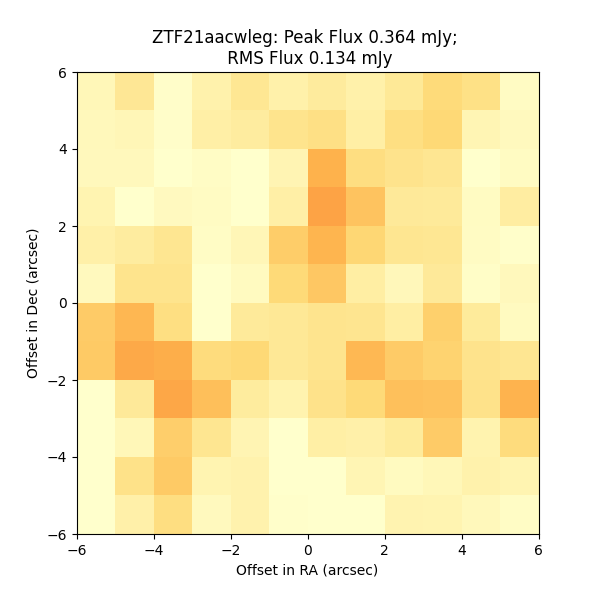 ZTF21aacwleg: Peak Flux 0.364 mJy;
RMS Flux 0.134 mJy
6
4
2
0
−2
−4
−6
Offset in Dec (arcsec)
−6 −4 −2 0 2 4 6
Offset in RA (arcsec)